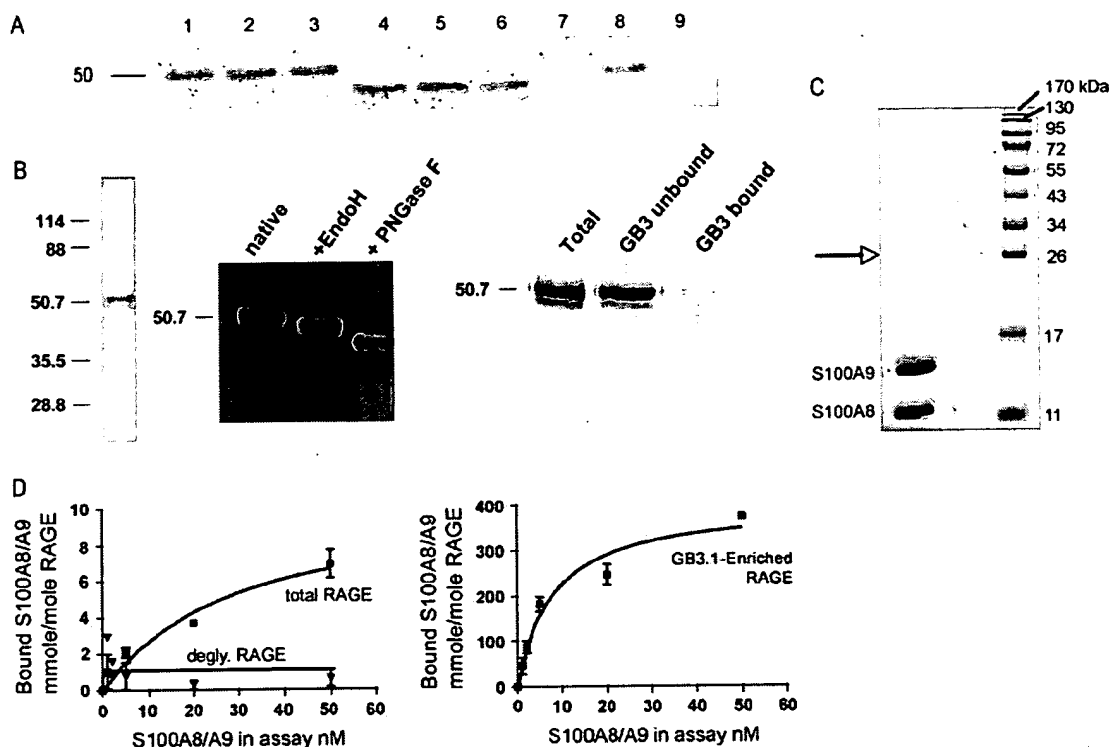 A
1 2 3 4 5 6 7 8 9
50
B
114
88
50.7
35.5
28.8
native
+EndoH
+ PNGase F
50.7
Total
GB3 unbound
GB3 bound
50.7
C
170 kDa
130
95
72
55
43
34
26
17
11
S100A9
S100A8
D
Bound S100A8/A9
mmole/mole RAGE
10
8
6
4
2
0
total RAGE
degly. RAGE
0 10 20 30 40 50 60
S100A8/A9 in assay nM
Bound S100A8/A9
mmole/mole RAGE
400
300
200
100
0
GB3.1-Enriched
RAGE
0 10 20 30 40 50 60
S100A8/A9 in assay nM